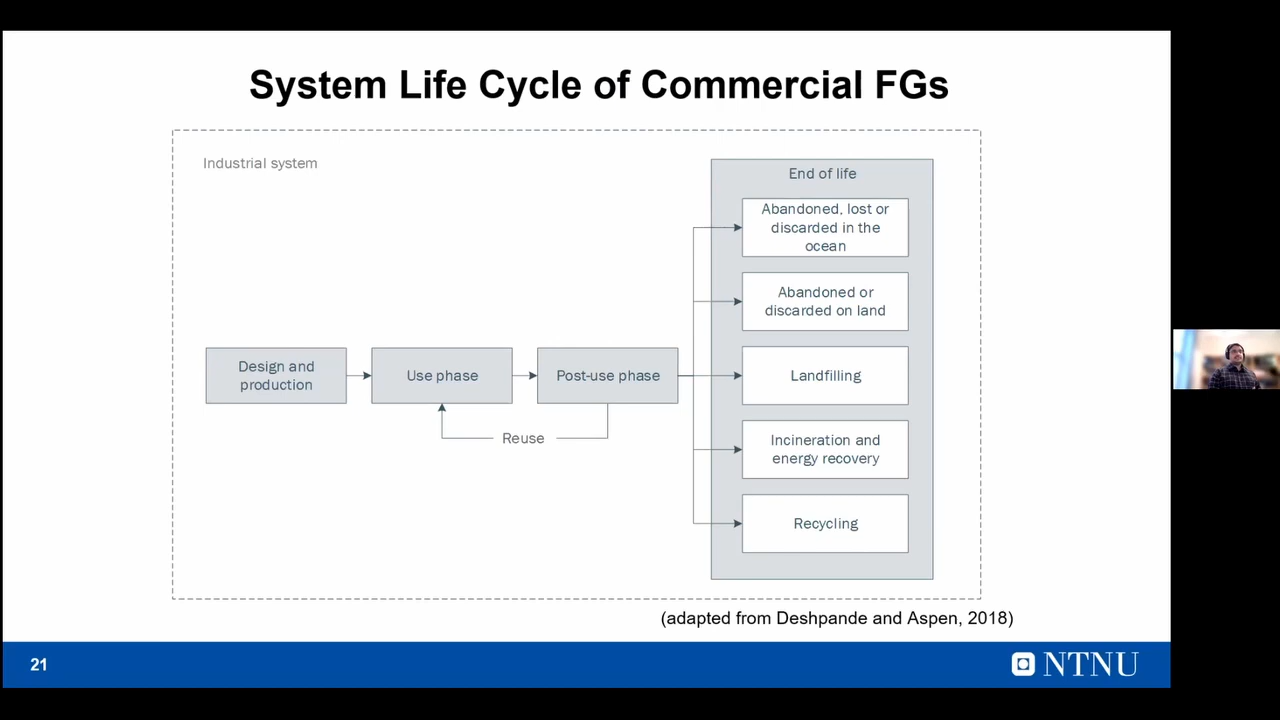 System Life Cycle of Commercial FGs
Industrial system
Design and
production
Use phase
Post-use phase
Reuse
End of life
Abandoned, lost or
discarded in the
ocean
Abandoned or
discarded on land
Landfilling
Incineration and
energy recovery
Recycling
(adapted from Deshpande and Aspen, 2018)
21
NTNU